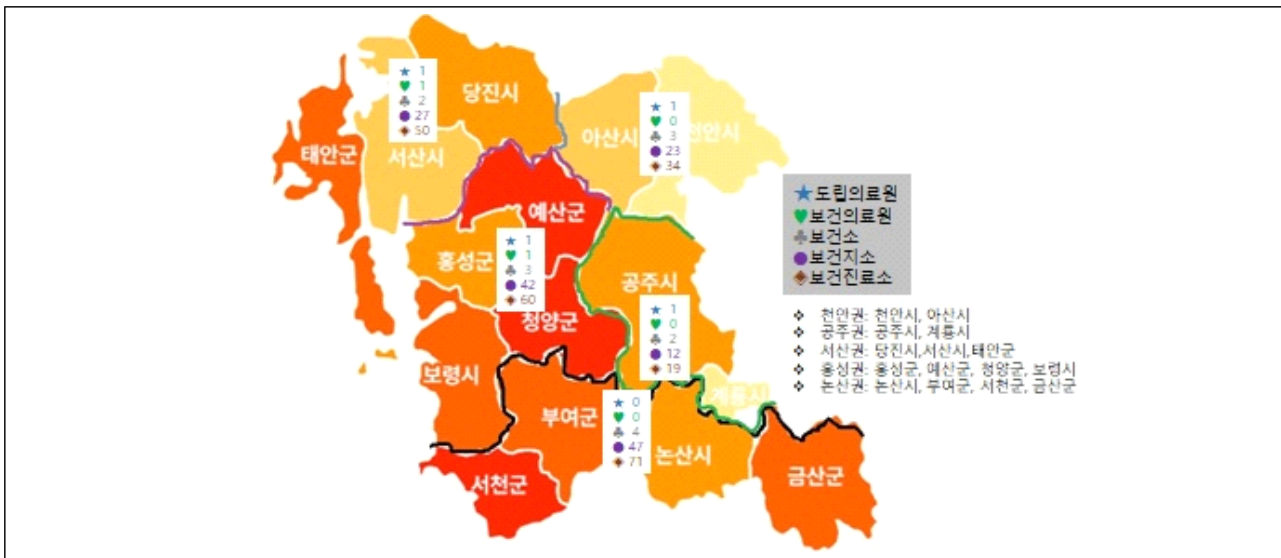 당진시
★ 1
♥ 1
♣ 2
● 27
◈ 50
아산시
천안시
★ 1
♥ 0
♣ 3
● 23
◈ 34
태안군
서산시
예산군
홍성군
★ 1
♥ 1
♣ 3
● 42
◈ 60
공주시
★ 1
♥ 0
♣ 2
● 12
◈ 19
청양군
보령시
부여군
계룡시
★ 0
♥ 0
♣ 4
● 47
◈ 71
논산시
서천군
금산군
★도립의료원
♥보건의료원
♣보건소
●보건지소
◈보건진료소
❖ 천안권: 천안시, 아산시
❖ 공주권: 공주시, 계룡시
❖ 서산권: 당진시,서산시,태안군
❖ 홍성권: 홍성군, 예산군, 청양군, 보령시
❖ 논산권: 논산시, 부여군, 서천군, 금산군